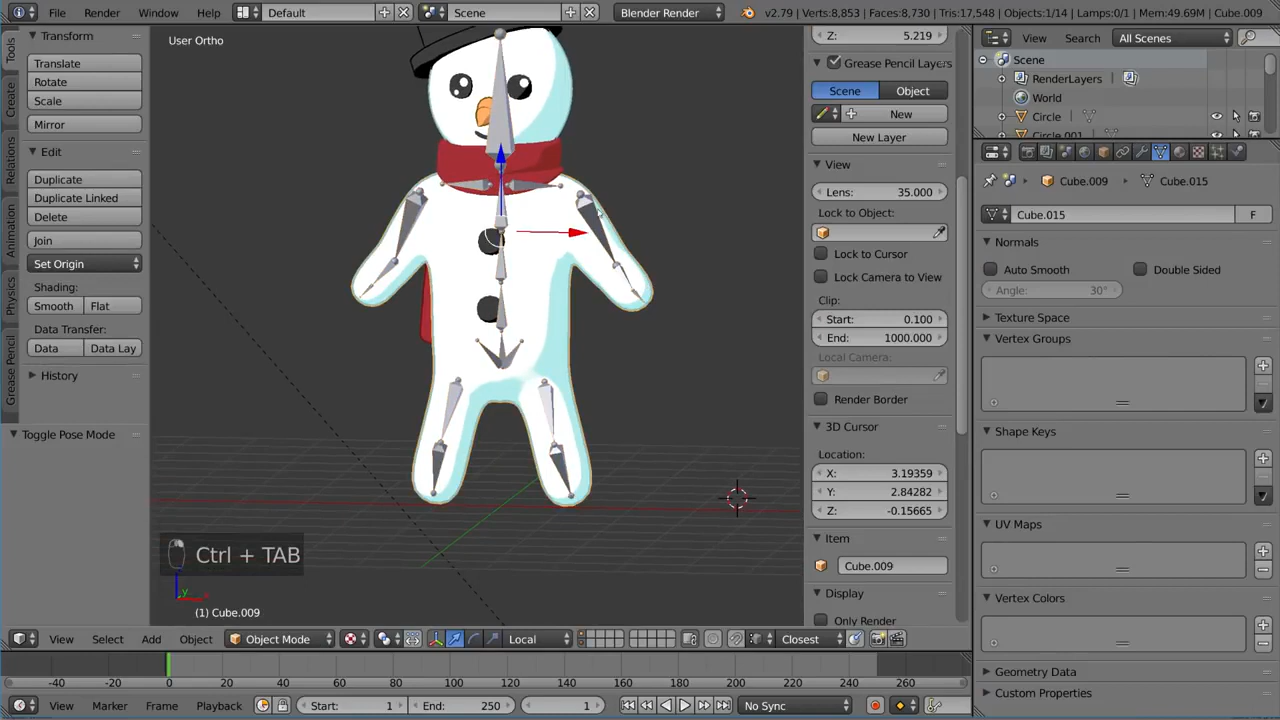 File Render Window Help Default Scene Blender Render v2.79 | Verts:8,853 | Faces:8,730 | Tris:17,548 | Objects:1/14 | Lamps:0/1 | Mem:49.69M | Cube.009
Tools
Create
Relations
Animation
Physics
Grease Pencil
Transform
Translate
Rotate
Scale
Mirror
Edit
Duplicate
Duplicate Linked
Delete
Join
Set Origin
Shading:
Smooth Flat
Data Transfer:
Data Data Lay
History
Toggle Pose Mode
User Ortho
Ctrl + TAB
z
y
x
(1) Cube.009
Z: 5.219
Grease Pencil Layers
Scene Object
New
New Layer
View
Lens: 35.000
Lock to Object:
Lock to Cursor
Lock Camera to View
Clip:
Start: 0.100
End: 1000.000
Local Camera:
Render Border
3D Cursor
Location:
X: 3.19359
Y: 2.84282
Z: -0.15665
Item
Cube.009
Display
Only Render
View Search All Scenes
Scene
RenderLayers
World
Circle
Circle.001
Cube.009 Cube.015
Cube.015 F
Normals
Auto Smooth Double Sided
Angle: 30°
Texture Space
Vertex Groups
Shape Keys
UV Maps
Vertex Colors
Geometry Data
Custom Properties
View Select Add Object Object Mode Local Closest
-40 -20 0 20 40 60 80 100 120 140 160 180 200 220 240 260
View Marker Frame Playback Start: 1 End: 250 1 No Sync